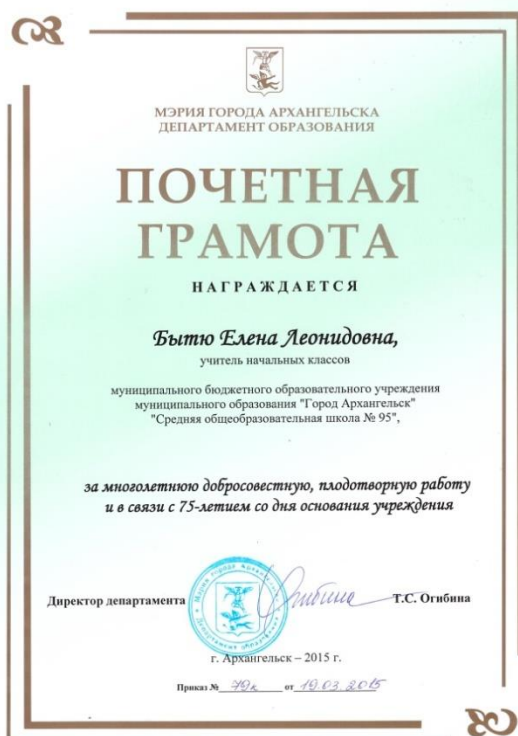 МЭРИЯ ГОРОДА АРХАНГЕЛЬСКА
ДЕПАРТАМЕНТ ОБРАЗОВАНИЯ
ПОЧЕТНАЯ
ГРАМОТА
НАГРАЖДАЕТСЯ
Бытю Елена Леонидовна,
учитель начальных классов
муниципального бюджетного образовательного учреждения
муниципального образования "Город Архангельск"
"Средняя общеобразовательная школа № 95",
за многолетнюю добросовестную, плодотворную работу
и в связи с 75-летием со дня основания учреждения
Директор департамента Т.С. Огибина
г. Архангельск – 2015 г.
Приказ № 79к от 19.03.2015